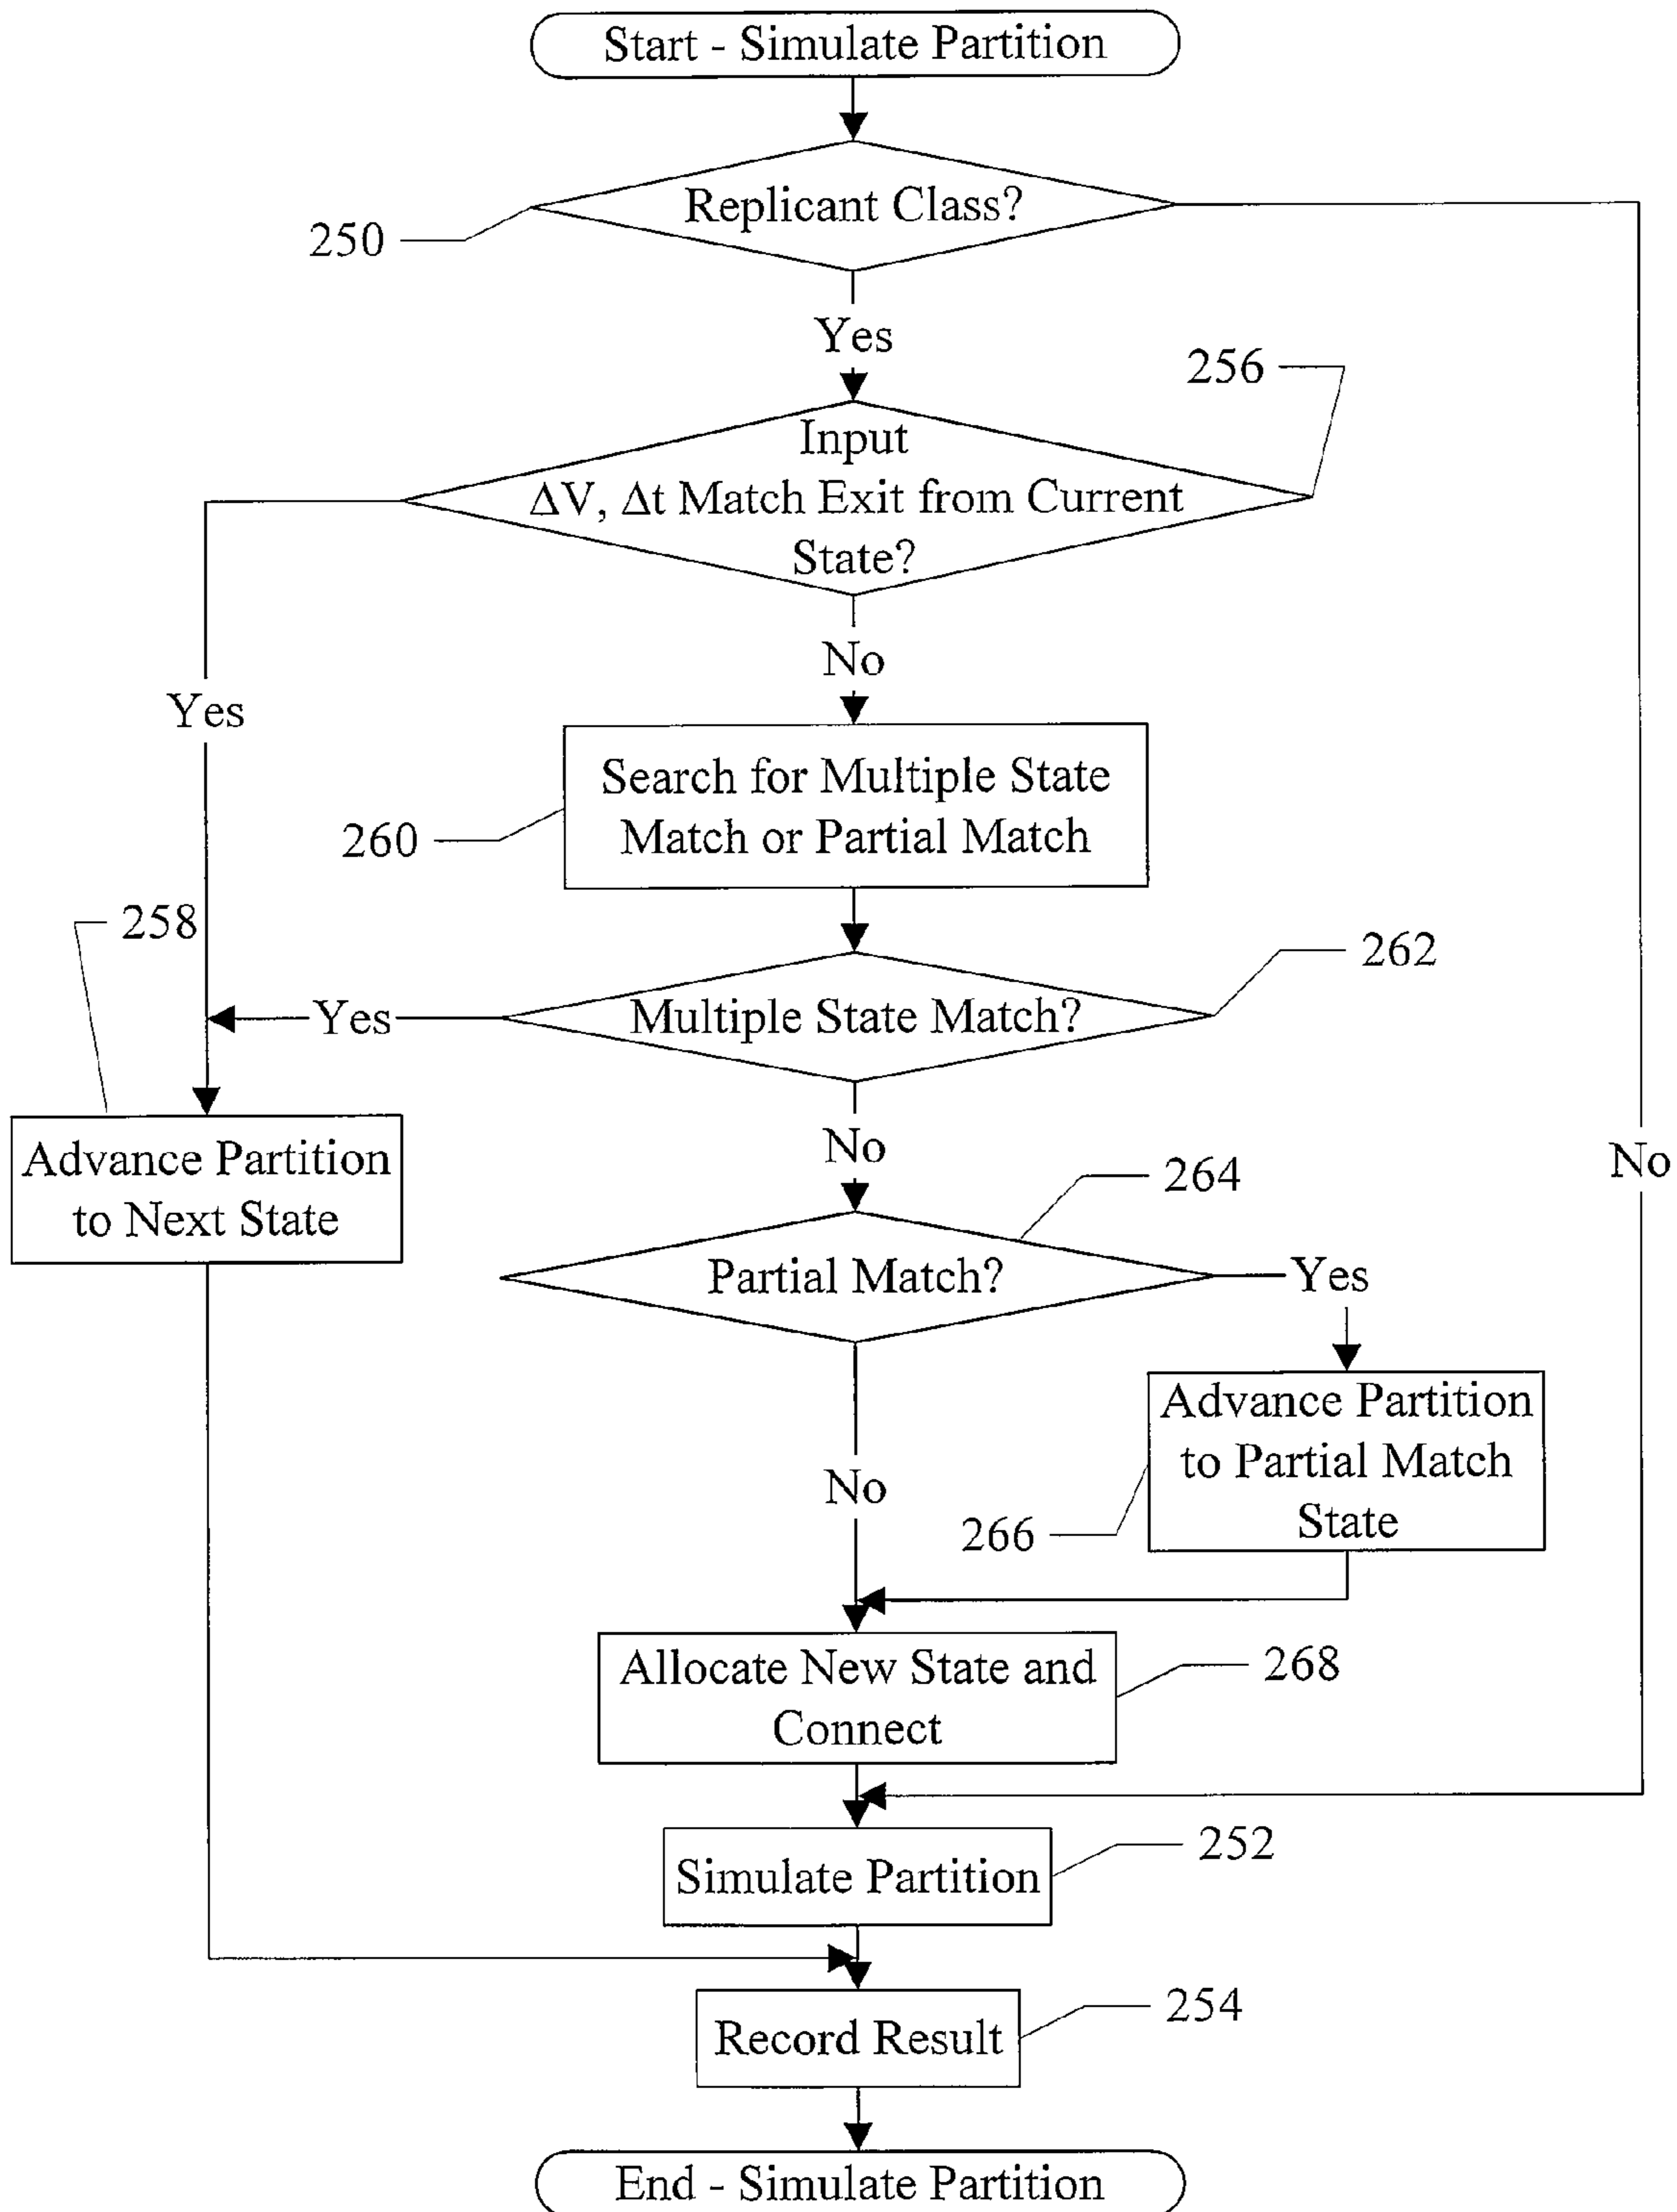 Start - Simulate Partition
Replicant Class?
250
Yes
256
Input
ΔV, Δt Match Exit from Current
State?
No
Yes
Search for Multiple State
Match or Partial Match
260
258
262
Yes
Multiple State Match?
Advance Partition
to Next State
No
No
264
Partial Match?
Yes
Advance Partition
to Partial Match
State
No
266
Allocate New State and
Connect
268
252
Simulate Partition
254
Record Result
End - Simulate Partition